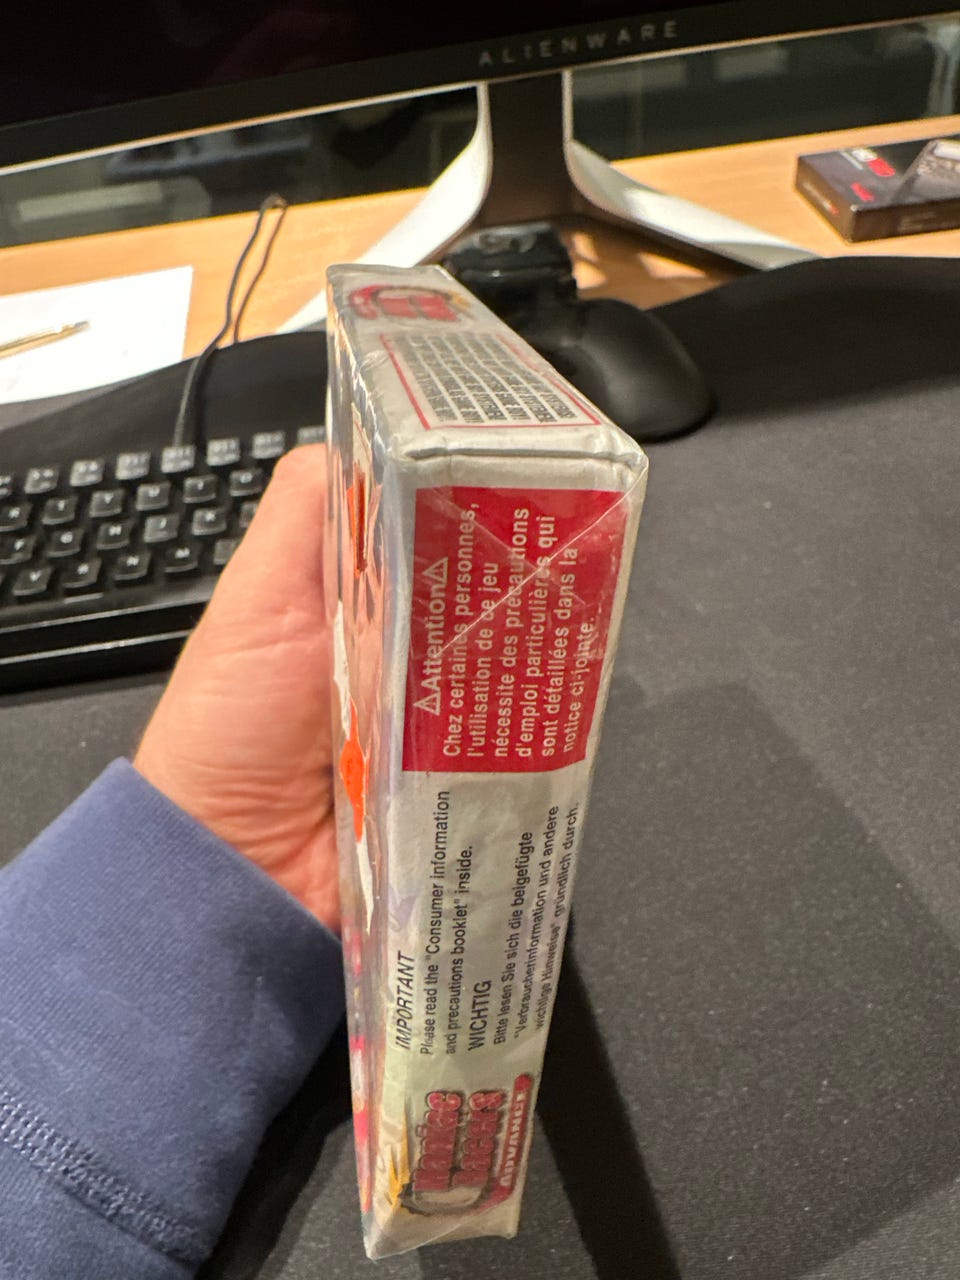 ALIENWARE
⚠Attention⚠
Chez certaines personnes,
l'utilisation de ce jeu
nécessite des précautions
d'emploi particulières qui
sont détaillées dans la
notice ci-jointe.
IMPORTANT
Please read the "Consumer information
and precautions booklet" inside.
WICHTIG
Bitte lesen Sie sich die beigefügte
"Verbraucherinformation und andere
wichtige Hinweise" gründlich durch.
Maniac
Racers
ADVANCE